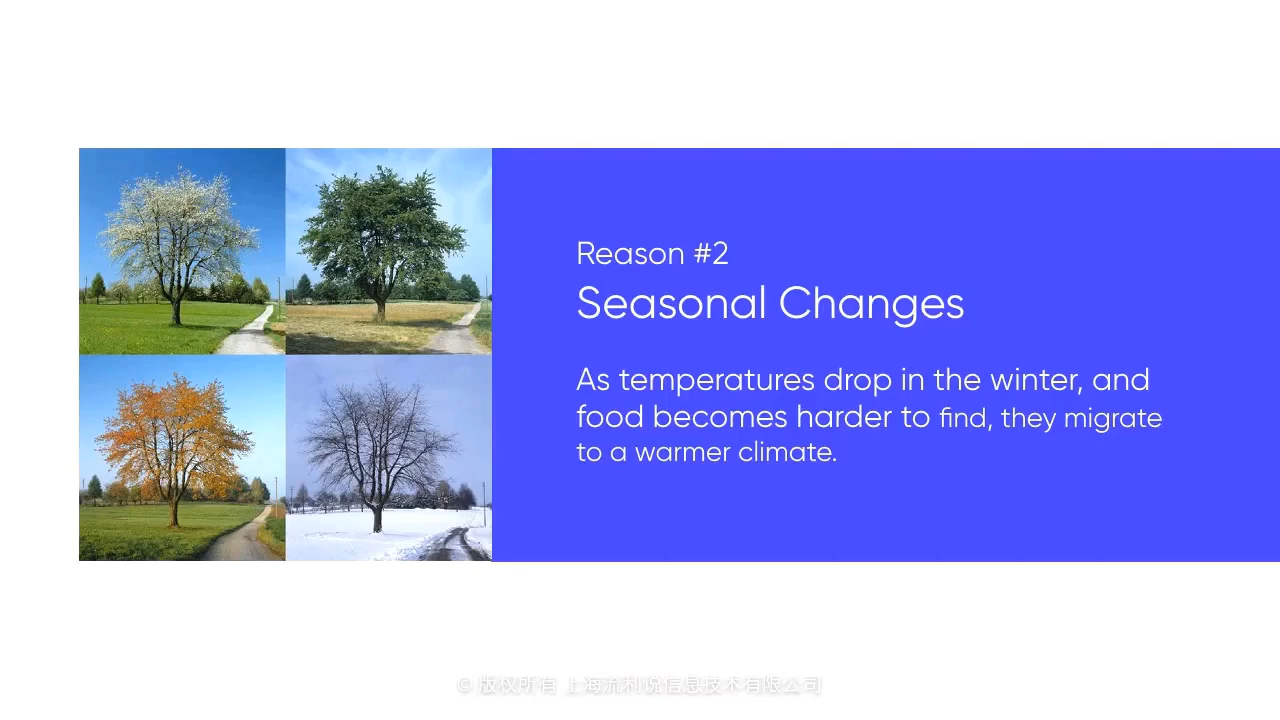 Reason #2
Seasonal Changes
As temperatures drop in the winter, and
food becomes harder to find, they migrate
to a warmer climate.
© 版权所有 上海流利说信息技术有限公司